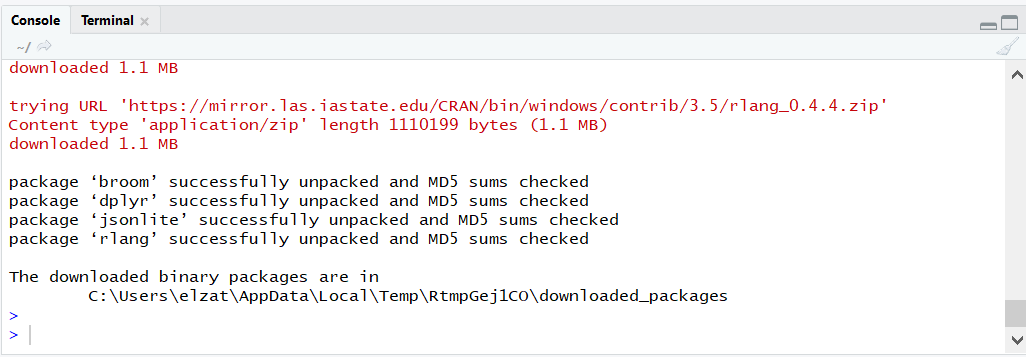 Console Terminal ×
~/
downloaded 1.1 MB
trying URL 'https://mirror.las.iastate.edu/CRAN/bin/windows/contrib/3.5/rlang_0.4.4.zip'
Content type 'application/zip' length 1110199 bytes (1.1 MB)
downloaded 1.1 MB
package ‘broom’ successfully unpacked and MD5 sums checked
package ‘dplyr’ successfully unpacked and MD5 sums checked
package ‘jsonlite’ successfully unpacked and MD5 sums checked
package ‘rlang’ successfully unpacked and MD5 sums checked
The downloaded binary packages are in
C:\Users\elzat\AppData\Local\Temp\RtmpGej1CO\downloaded_packages
>
>